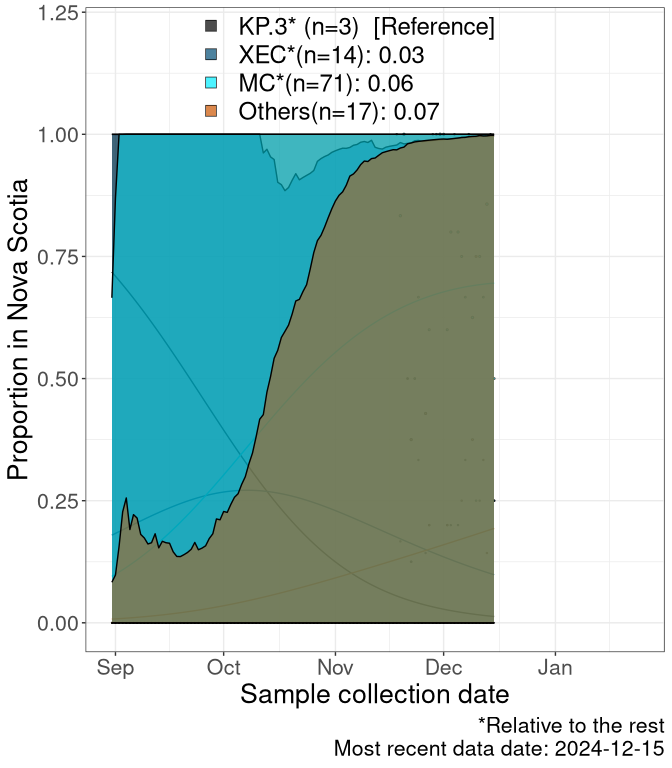 KP.3* (n=3)  [Reference]
XEC*(n=14): 0.03
MC*(n=71): 0.06
Others(n=17): 0.07
1.25
1.00
0.75
0.50
0.25
0.00
Proportion in Nova Scotia
Sep Oct Nov Dec Jan
Sample collection date
*Relative to the rest
Most recent data date: 2024-12-15